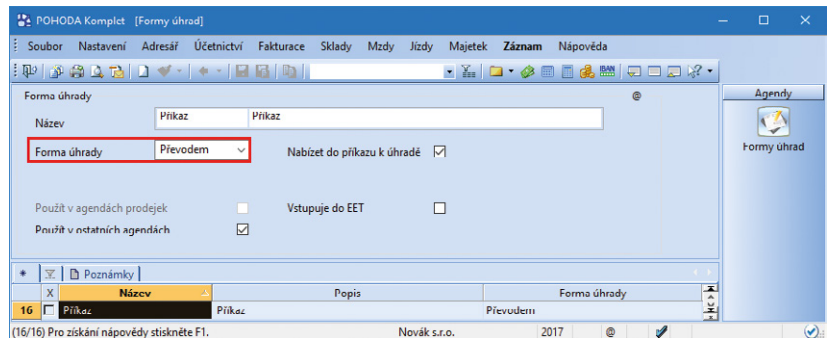 POHODA Komplet [Formy úhrad]
Soubor Nastavení Adresář Účetnictví Fakturace Sklady Mzdy Jízdy Majetek Záznam Nápověda
IBAN
Forma úhrady @ Agendy
Název Příkaz Příkaz
Formy úhrad
Forma úhrady Převodem Nabízet do příkazu k úhradě
Použít v agendách prodejek Vstupuje do EET
Použít v ostatních agendách
* Poznámky
X Název Popis Forma úhrady
16 Příkaz Příkaz Převodem
(16/16) Pro získání nápovědy stiskněte F1. Novák s.r.o. 2017 @